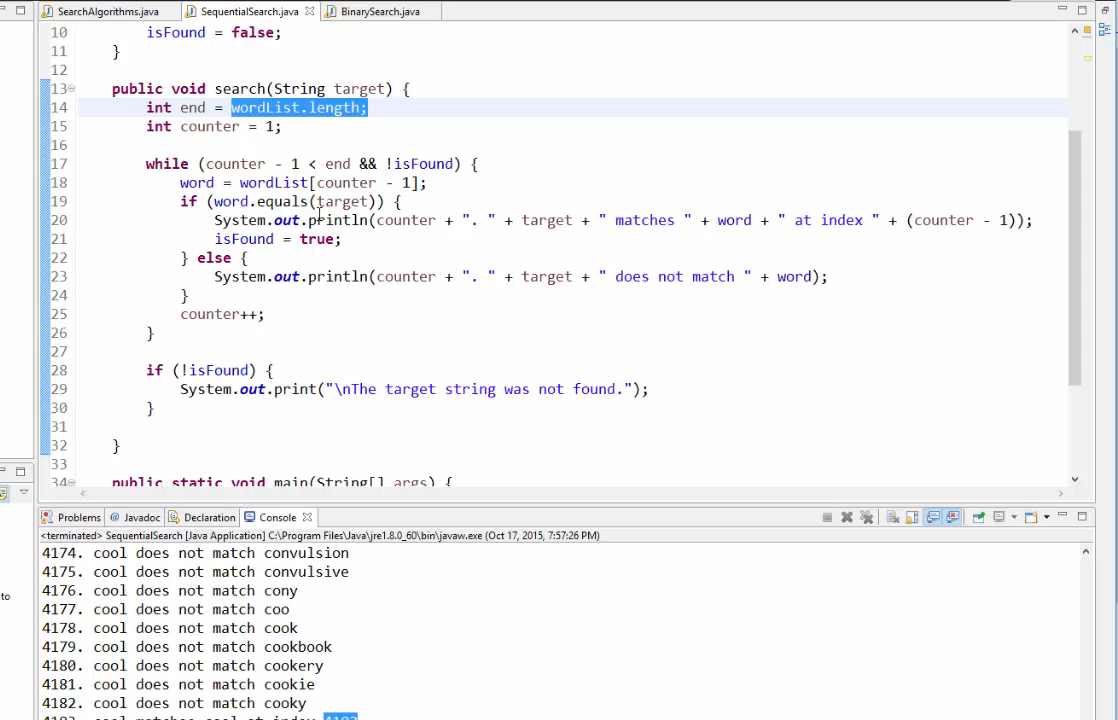 SearchAlgorithms.java SequentialSearch.java BinarySearch.java
10 isFound = false;
11 }
12
13 public void search(String target) {
14 int end = wordList.length;
15 int counter = 1;
16
17 while (counter - 1 < end && !isFound) {
18 word = wordList[counter - 1];
19 if (word.equals(target)) {
20 System.out.println(counter + ". " + target + " matches " + word + " at index " + (counter - 1));
21 isFound = true;
22 } else {
23 System.out.println(counter + ". " + target + " does not match " + word);
24 }
25 counter++;
26 }
27
28 if (!isFound) {
29 System.out.print("\nThe target string was not found.");
30 }
31
32 }
33
34 public static void main(String[] args) {
Problems @ Javadoc Declaration Console
<terminated> SequentialSearch [Java Application] C:\Program Files\Java\jre1.8.0_60\bin\javaw.exe (Oct 17, 2015, 7:57:26 PM)
4174. cool does not match convulsion
4175. cool does not match convulsive
4176. cool does not match cony
to
4177. cool does not match coo
4178. cool does not match cook
4179. cool does not match cookbook
4180. cool does not match cookery
4181. cool does not match cookie
4182. cool does not match cooky
4183. cool matches cool at index 4182